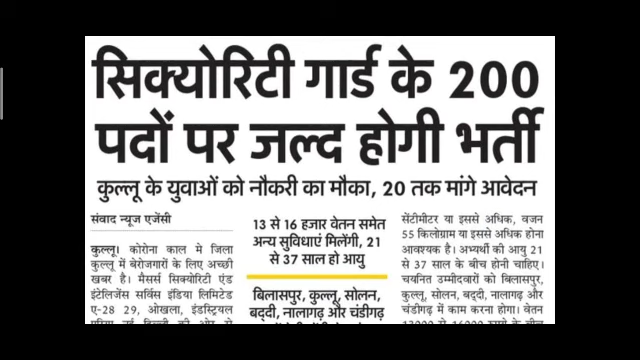 सिक्योरिटी गार्ड के 200
पदों पर जल्द होगी भर्ती
कुल्लू के युवाओं को नौकरी का मौका, 20 तक मांगे आवेदन
संवाद न्यूज एजेंसी
कुल्लू। कोरोना काल मे जिला
कुल्लू में बेरोजगारों के लिए अच्छी
खबर है। मैसर्स सिक्योरिटी एंड
इंटेलिजेंस सर्विस इंडिया लिमिटेड
ए-28 29, ओखला, इंडस्ट्रियल
13 से 16 हजार वेतन समेत
अन्य सुविधाएं मिलेंगी, 21
से 37 साल हो आयु
बिलासपुर, कुल्लू, सोलन,
बद्दी, नालागढ़ और चंडीगढ़
सेंटीमीटर या इससे अधिक, वजन
55 किलोग्राम या इससे अधिक होना
आवश्यक है। अभ्यर्थी की आयु 21
से 37 साल के बीच होनी चाहिए।
चयनित उम्मीदवारों को बिलासपुर,
कुल्लू, सोलन, बद्दी, नालागढ़ और
चंडीगढ़ में काम करना होगा। वेतन